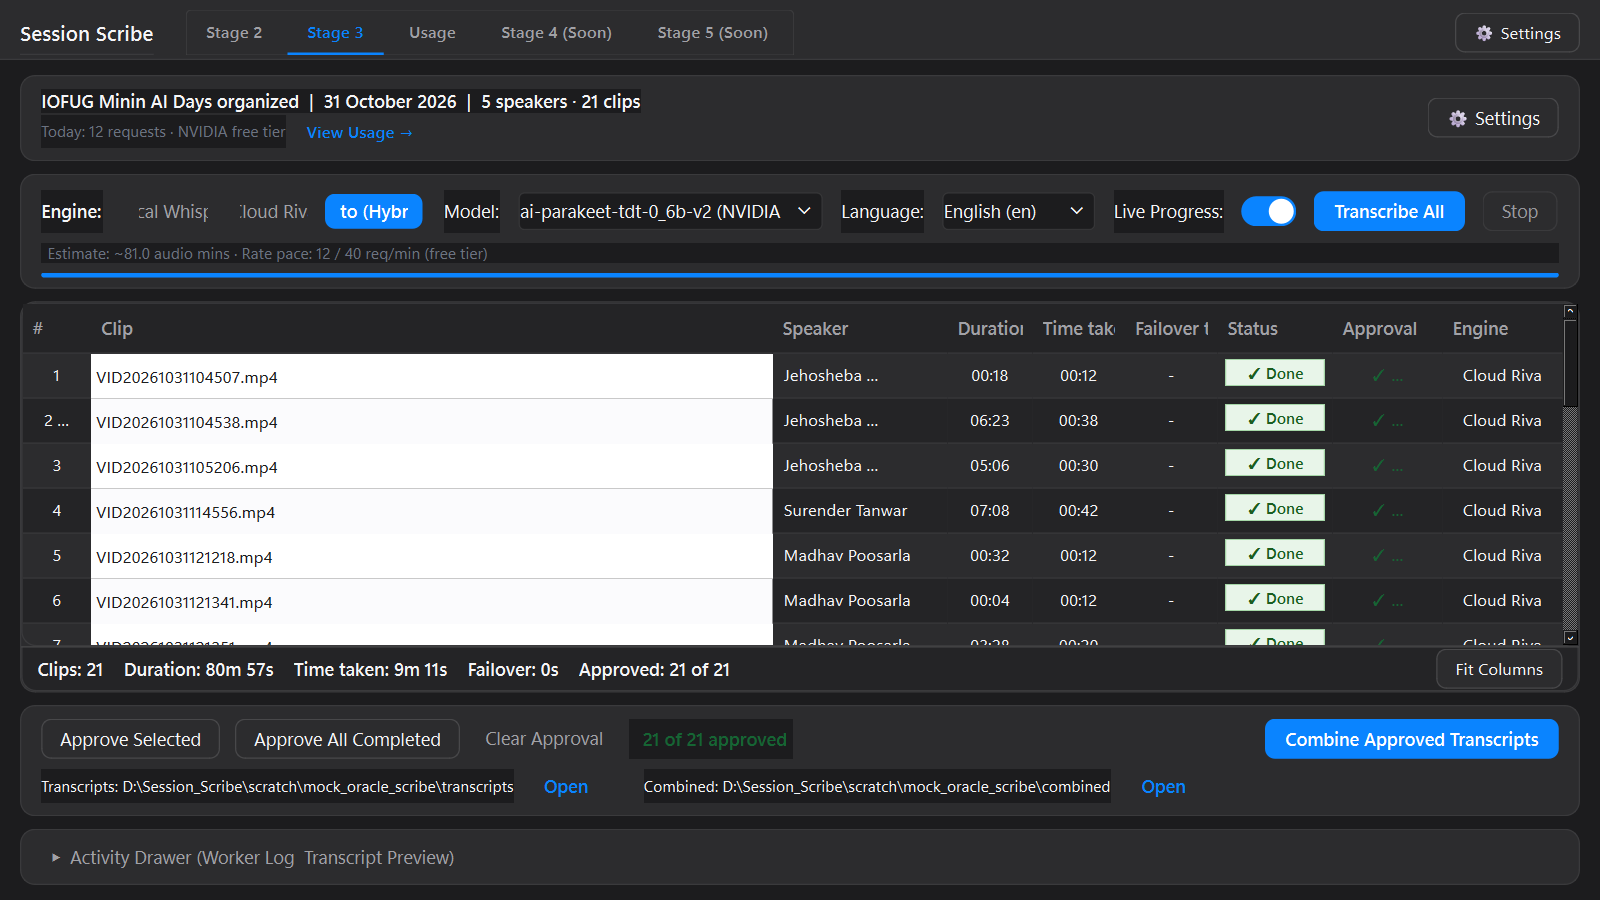 Session Scribe
Stage 2
Stage 3
Usage
Stage 4 (Soon)
Stage 5 (Soon)
Settings
IOFUG Minin AI Days organized | 31 October 2026 | 5 speakers · 21 clips
Today: 12 requests · NVIDIA free tier
View Usage →
Settings
Engine: cal Whisp Cloud Riv to (Hybr Model: ai-parakeet-tdt-0_6b-v2 (NVIDIA Language: English (en) Live Progress: Transcribe All Stop
Estimate: ~81.0 audio mins · Rate pace: 12 / 40 req/min (free tier)
# Clip Speaker Duration Time tak Failover t Status Approval Engine
1 VID20261031104507.mp4 Jehosheba ... 00:18 00:12 - ✓ Done ✓ ... Cloud Riva
2 ... VID20261031104538.mp4 Jehosheba ... 06:23 00:38 - ✓ Done ✓ ... Cloud Riva
3 VID20261031105206.mp4 Jehosheba ... 05:06 00:30 - ✓ Done ✓ ... Cloud Riva
4 VID20261031114556.mp4 Surender Tanwar 07:08 00:42 - ✓ Done ✓ ... Cloud Riva
5 VID20261031121218.mp4 Madhav Poosarla 00:32 00:12 - ✓ Done ✓ ... Cloud Riva
6 VID20261031121341.mp4 Madhav Poosarla 00:04 00:12 - ✓ Done ✓ ... Cloud Riva
7 Madhav Poosarla Done Cloud Riva
Clips: 21 Duration: 80m 57s Time taken: 9m 11s Failover: 0s Approved: 21 of 21 Fit Columns
Approve Selected Approve All Completed Clear Approval 21 of 21 approved Combine Approved Transcripts
Transcripts: D:\Session_Scribe\scratch\mock_oracle_scribe\transcripts Open Combined: D:\Session_Scribe\scratch\mock_oracle_scribe\combined Open
▸ Activity Drawer (Worker Log Transcript Preview)